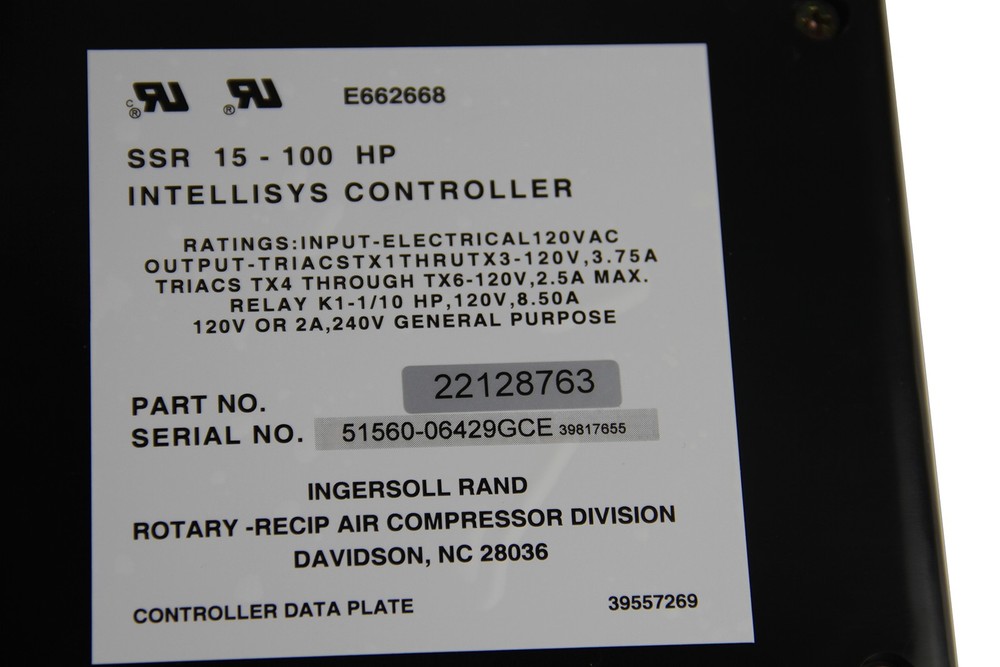 E662668
SSR 15 - 100 HP
INTELLISYS CONTROLLER
RATINGS:INPUT-ELECTRICAL120VAC
OUTPUT-TRIACSTX1THRUTX3-120V,3.75A
TRIACS TX4 THROUGH TX6-120V,2.5A MAX.
RELAY K1-1/10 HP,120V,8.50A
120V OR 2A,240V GENERAL PURPOSE
PART NO. 22128763
SERIAL NO. 51560-06429GCE 39817655
INGERSOLL RAND
ROTARY -RECIP AIR COMPRESSOR DIVISION
DAVIDSON, NC 28036
CONTROLLER DATA PLATE 39557269